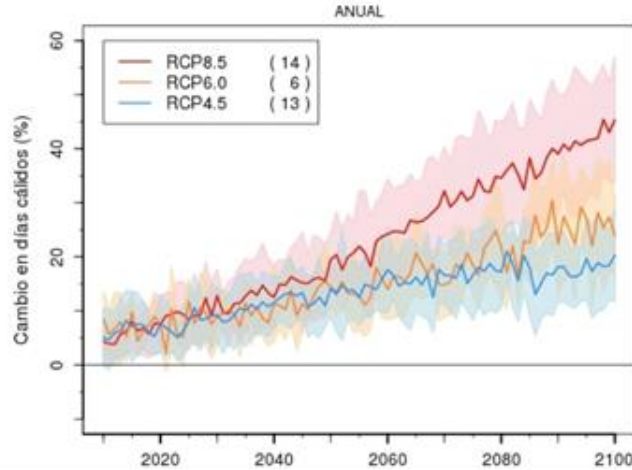 ANUAL
RCP8.5 ( 14 )
RCP6.0 ( 6 )
RCP4.5 ( 13 )
Cambio en días cálidos (%)
60
40
20
0
2020 2040 2060 2080 2100